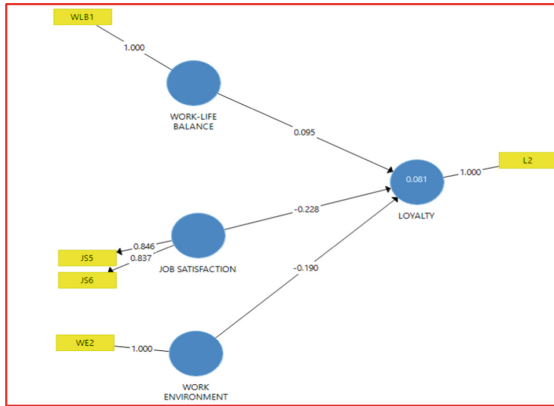 WLB1
1.000
WORK-LIFE
BALANCE
0.095
L2
1.000
0.081
LOYALTY
-0.228
0.846
JS5
0.837
JS6
JOB SATISFACTION
-0.190
WE2
1.000
WORK
ENVIRONMENT